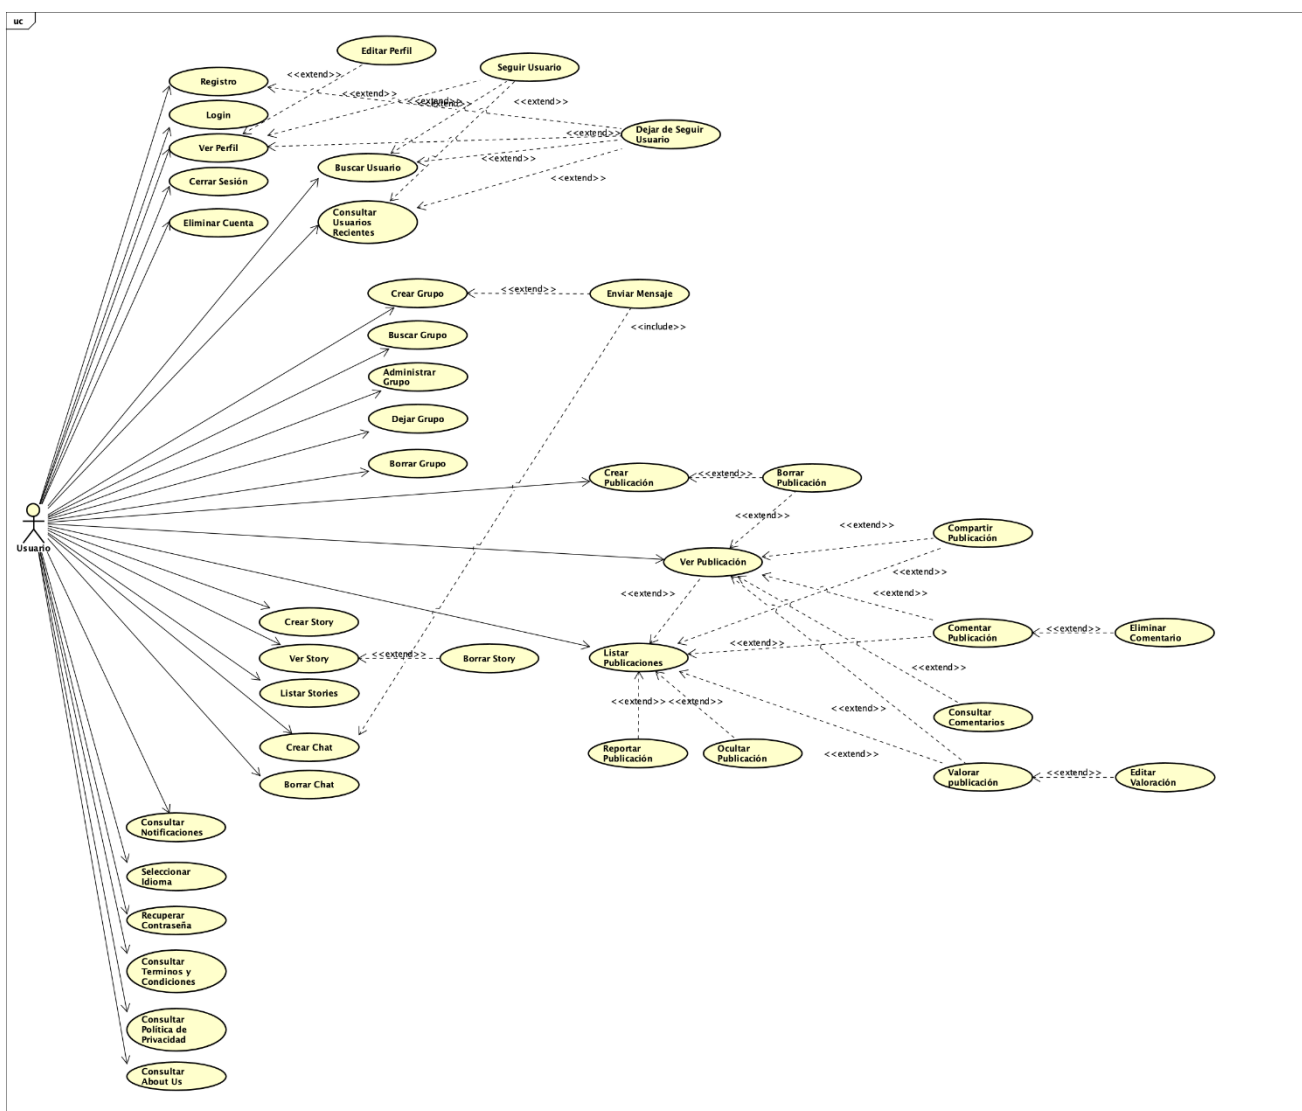 uc
Editar Perfil
<<extend>>
Seguir Usuario
Registro
<<extend>>
<<extend>>
<<extend>>
<<extend>>
Login
Dejar de Seguir
Usuario
<<extend>>
Ver Perfil
Buscar Usuario
<<extend>>
Cerrar Sesión
<<extend>>
Eliminar Cuenta
Consultar
Usuarios
Recientes
Crear Grupo
<<extend>>
Enviar Mensaje
<<include>>
Buscar Grupo
Administrar
Grupo
Dejar Grupo
Borrar Grupo
Crear
Publicación
<<extend>>
Borrar
Publicación
<<extend>>
<<extend>>
Compartir
Publicación
Usuario
Ver Publicación
<<extend>>
<<extend>>
<<extend>>
Crear Story
Comentar
Publicación
<<extend>>
Eliminar
Comentario
<<extend>>
Ver Story
<<extend>>
Borrar Story
Listar
Publicaciones
<<extend>>
Listar Stories
<<extend>>
<<extend>>
<<extend>>
Consultar
Comentarios
Crear Chat
Reportar
Publicación
Ocultar
Publicación
<<extend>>
Borrar Chat
Valorar
publicación
<<extend>>
Editar
Valoración
Consultar
Notificaciones
Seleccionar
Idioma
Recuperar
Contraseña
Consultar
Terminos y
Condiciones
Consultar
Politica de
Privacidad
Consultar
About Us